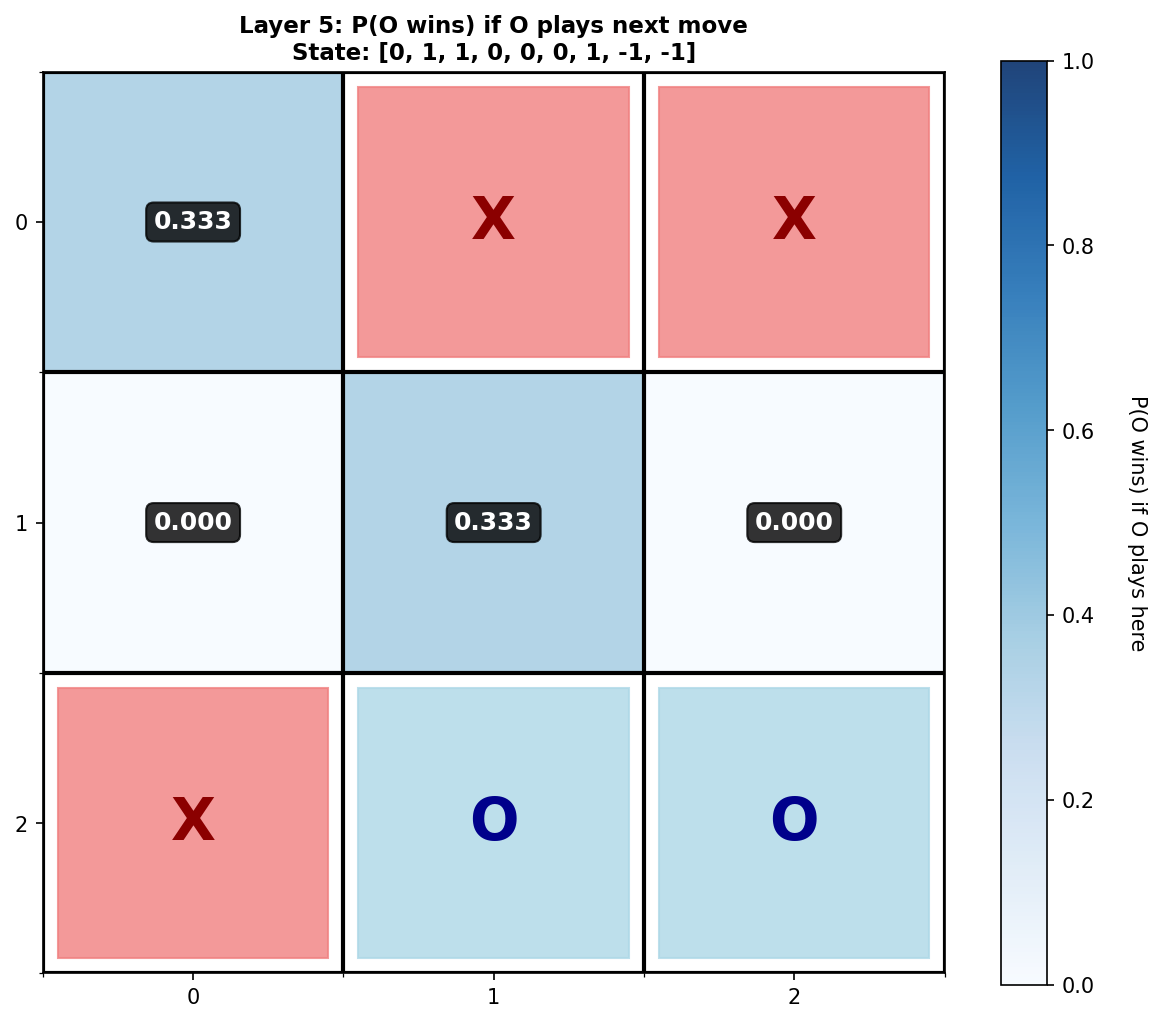 Layer 5: P(O wins) if O plays next move
State: [0, 1, 1, 0, 0, 0, 1, -1, -1]
0.333
X
X
0.000
0.333
0.000
X
O
O
0
1
2
0
1
2
1.0
0.8
0.6
0.4
0.2
0.0
P(O wins) if O plays here